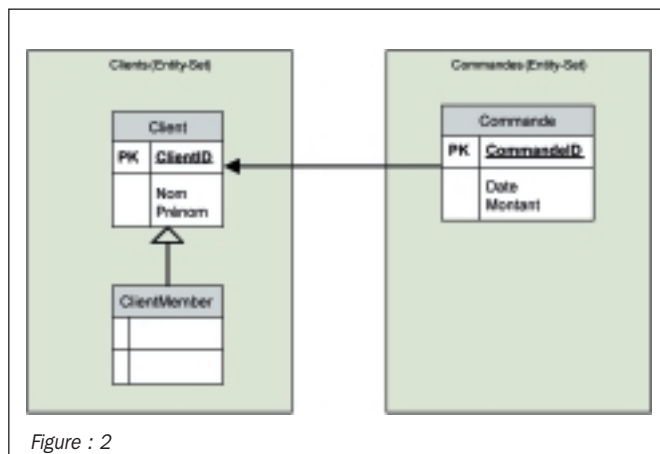 Clients (Entity-Set)
Client
PK ClientID
Nom
Prénom
ClientMember
Commandes (Entity-Set)
Commande
PK CommandeID
Date
Montant
Figure : 2